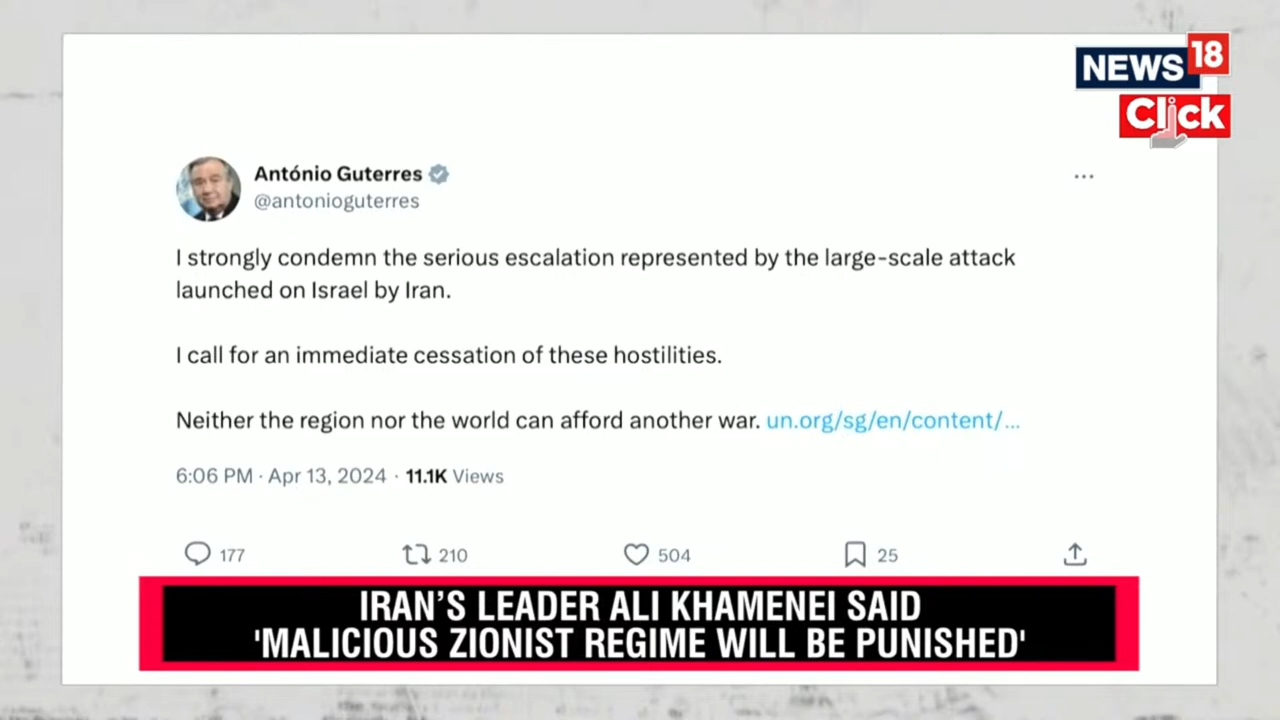 NEWS 18
Click
António Guterres
@antonioguterres
I strongly condemn the serious escalation represented by the large-scale attack
launched on Israel by Iran.
I call for an immediate cessation of these hostilities.
Neither the region nor the world can afford another war. un.org/sg/en/content/...
6:06 PM · Apr 13, 2024 · 11.1K Views
177 210 504 25
IRAN'S LEADER ALI KHAMENEI SAID
'MALICIOUS ZIONIST REGIME WILL BE PUNISHED'